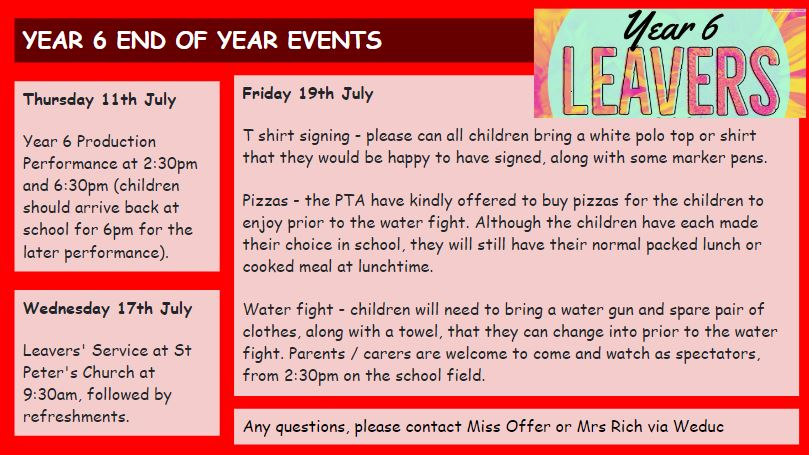 YEAR 6 END OF YEAR EVENTS
Year 6
LEAVERS
Thursday 11th July
Year 6 Production
Performance at 2:30pm
and 6:30pm (children
should arrive back at
school for 6pm for the
later performance).
Wednesday 17th July
Leavers' Service at St
Peter's Church at
9:30am, followed by
refreshments.
Friday 19th July
T shirt signing - please can all children bring a white polo top or shirt
that they would be happy to have signed, along with some marker pens.
Pizzas - the PTA have kindly offered to buy pizzas for the children to
enjoy prior to the water fight. Although the children have each made
their choice in school, they will still have their normal packed lunch or
cooked meal at lunchtime.
Water fight - children will need to bring a water gun and spare pair of
clothes, along with a towel, that they can change into prior to the water
fight. Parents / carers are welcome to come and watch as spectators,
from 2:30pm on the school field.
Any questions, please contact Miss Offer or Mrs Rich via Weduc